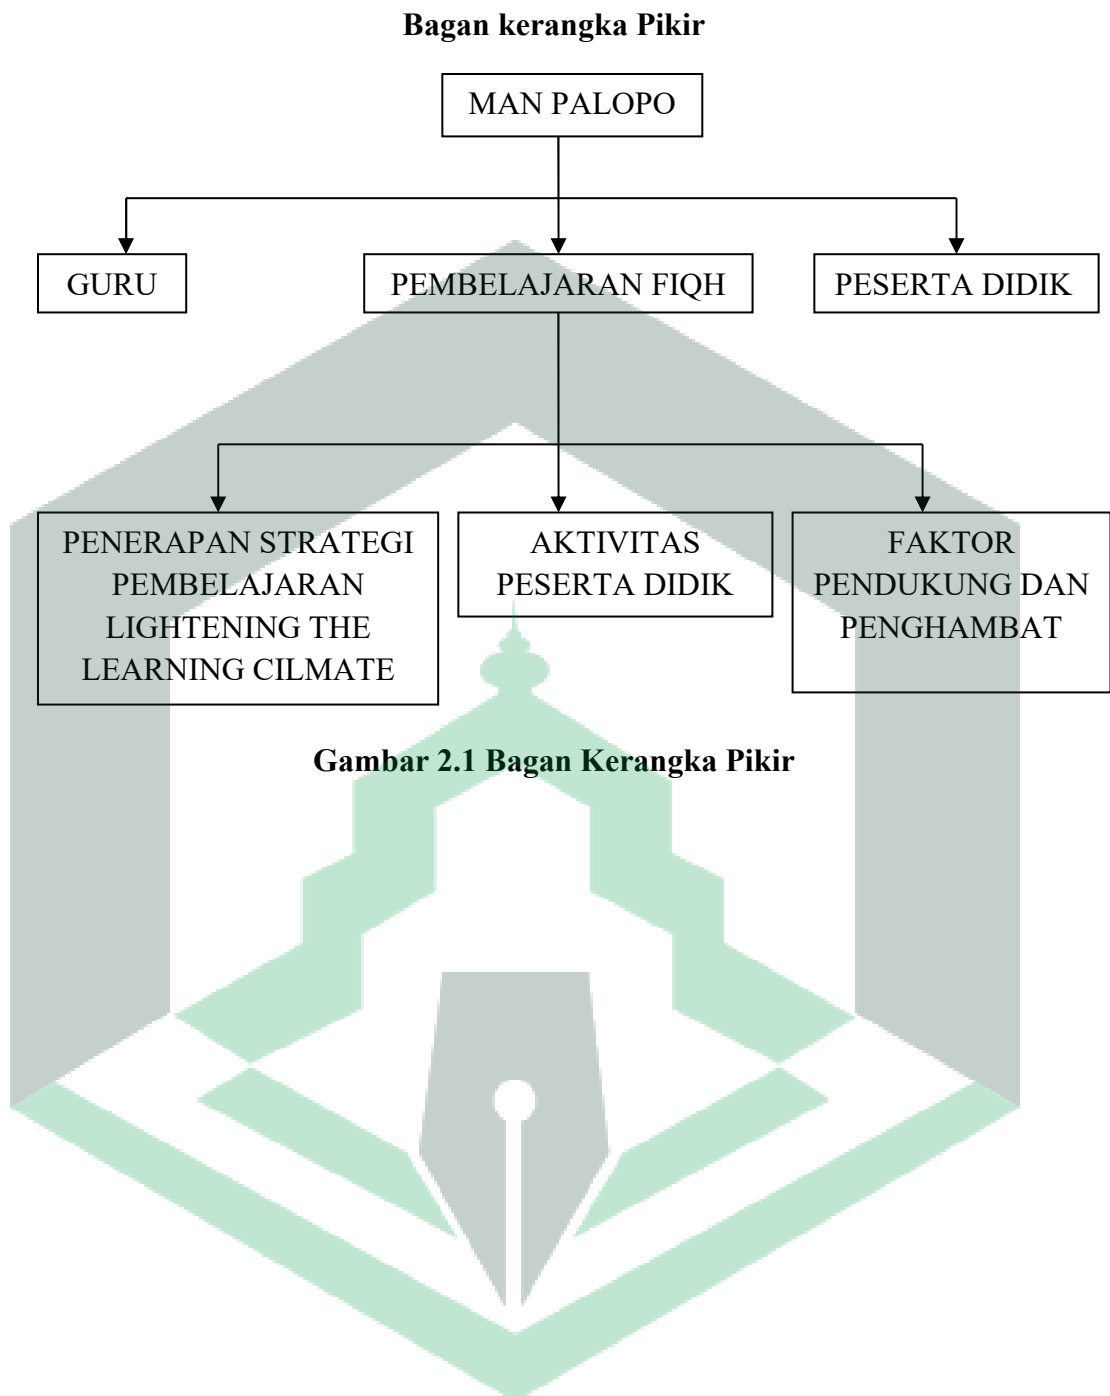 Bagan kerangka Pikir
MAN PALOPO
GURU
PEMBELAJARAN FIQH
PESERTA DIDIK
PENERAPAN STRATEGI
PEMBELAJARAN
LIGHTENING THE
LEARNING CILMATE
AKTIVITAS
PESERTA DIDIK
FAKTOR
PENDUKUNG DAN
PENGHAMBAT
Gambar 2.1 Bagan Kerangka Pikir